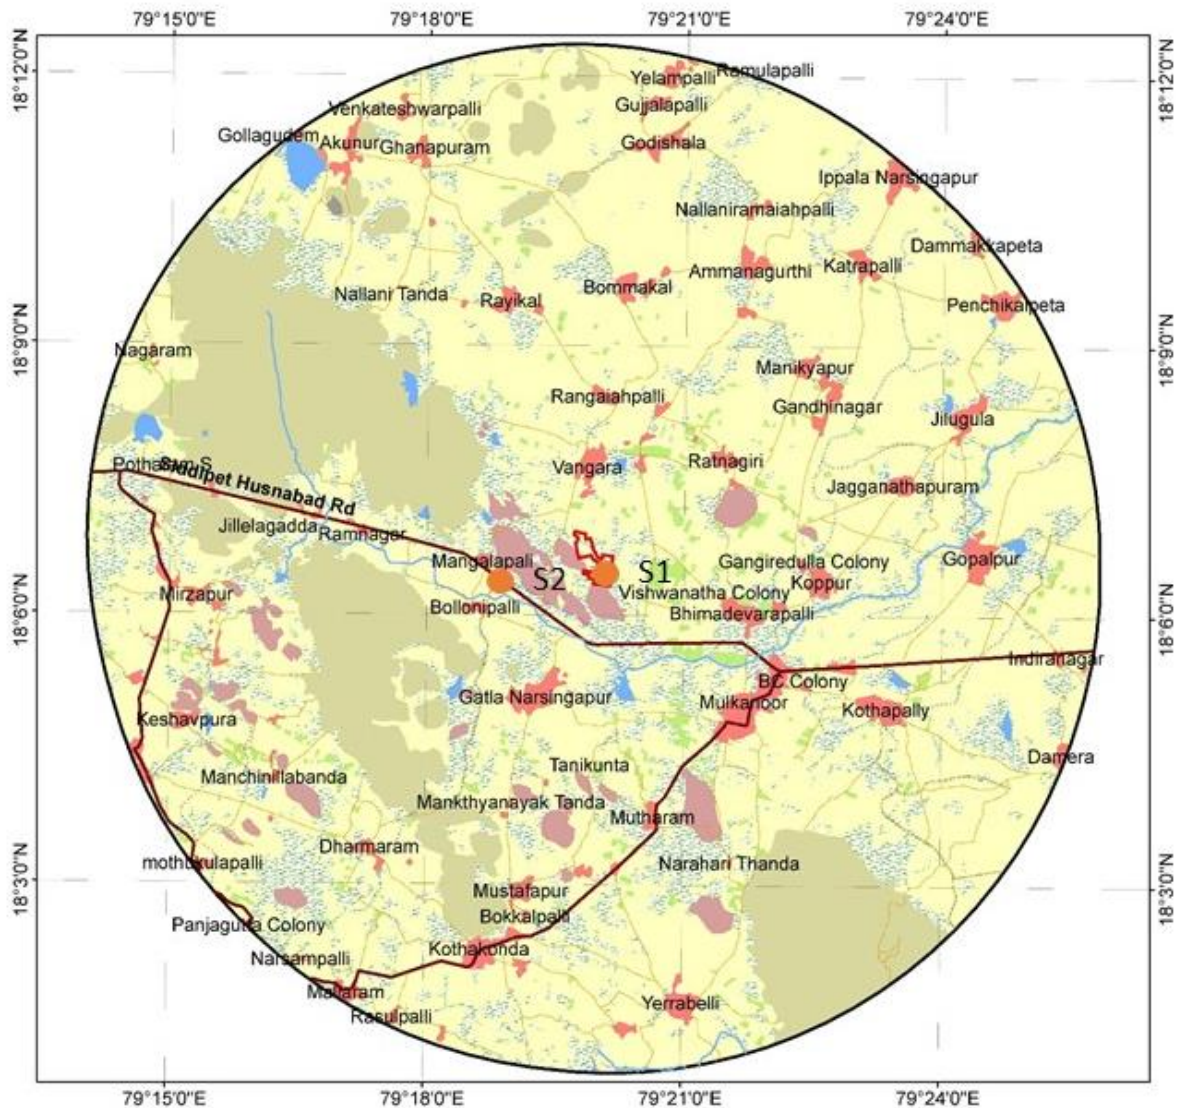 79°15'0"E
79°18'0"E
79°21'0"E
79°24'0"E
18°12'0"N
18°12'0"N
Yelampalli
Ramulapalli
Venkateshwarpalli
Gujjalapalli
Gollagudem
Akunur
Ghanapuram
Godishala
Ippala Narsingapur
Nallaniramaiahpalli
Dammakkapeta
Ammanagurthi
Katrapalli
Nallani Tanda
Rayikal
Bommakal
Penchikalpeta
18°9'0"N
18°9'0"N
Nagaram
Manikyapur
Rangaiahpalli
Gandhinagar
Jilugula
Potharam S
Siddipet Husnabad Rd
Vangara
Ratnagiri
Jagganathapuram
Jillelagadda
Ramnagar
Mangalapali
Gangiredulla Colony
Gopalpur
S2
S1
Koppur
Mirzapur
Bollonipalli
Vishwanatha Colony
Bhimadevarapalli
18°6'0"N
18°6'0"N
Indiranagar
BC Colony
Gatla Narsingapur
Mulkanoor
Kothapally
Keshavpura
Damera
Manchinillabanda
Tanikunta
Mankthyanayak Tanda
Mutharam
Dharmaram
Narahari Thanda
mothukulapalli
18°3'0"N
18°3'0"N
Mustafapur
Bokkalpalli
Panjagutta Colony
Kothakonda
Narsampalli
Mallaram
Yerrabelli
Rasulpalli
79°15'0"E
79°18'0"E
79°21'0"E
79°24'0"E